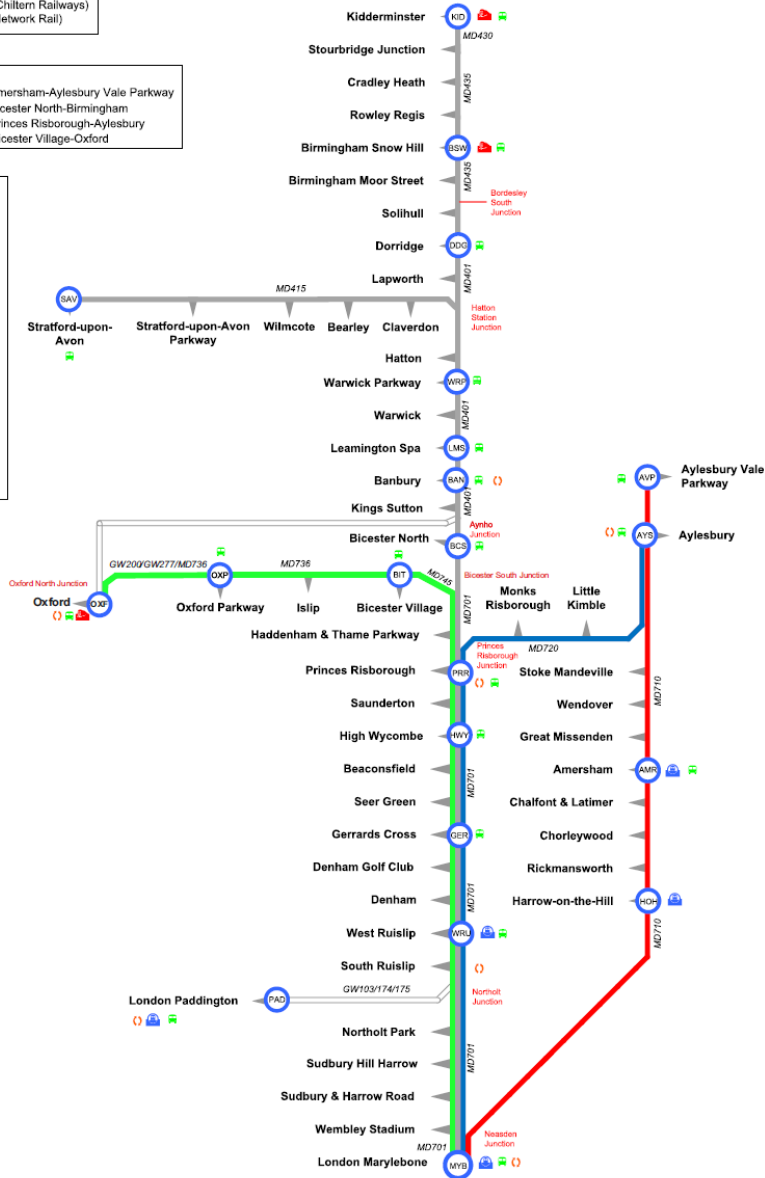 Chiltern Railways)
etwork Rail)
mersham-Aylesbury Vale Parkway
cester North-Birmingham
inces Risborough-Aylesbury
icester Village-Oxford
Kidderminster
KID
MD430
Stourbridge Junction
Cradley Heath
MD435
Rowley Regis
Birmingham Snow Hill
BSW
MD435
Birmingham Moor Street
Bordesley
South
Junction
Solihull
Dorridge
DDG
Lapworth
MD401
SAV
MD415
Stratford-upon-
Avon
Stratford-upon-Avon
Parkway
Wilmcote
Bearley
Claverdon
Hatton
Station
Junction
Hatton
Warwick Parkway
WRP
Warwick
MD401
Leamington Spa
LMS
Banbury
BAN
MD401
Kings Sutton
Aynho
Junction
Bicester North
BCS
AVP
Aylesbury Vale
Parkway
AYS
Aylesbury
Oxford North Junction
GW200/GW277/MD736
OXP
MD736
BIT
MD745
Bicester South Junction
Oxford
OXF
Oxford Parkway
Islip
Bicester Village
MD701
Monks
Risborough
Little
Kimble
Haddenham & Thame Parkway
MD720
Princes
Risborough
Junction
Princes Risborough
PRR
Stoke Mandeville
MD710
Saunderton
Wendover
High Wycombe
HWY
Great Missenden
Beaconsfield
MD701
Amersham
AMR
Seer Green
Chalfont & Latimer
Gerrards Cross
GER
Chorleywood
Denham Golf Club
Rickmansworth
Denham
MD701
Harrow-on-the-Hill
HOH
West Ruislip
WRU
MD710
South Ruislip
GW103/174/175
Northolt
Junction
London Paddington
PAD
Northolt Park
MD701
Sudbury Hill Harrow
Sudbury & Harrow Road
Wembley Stadium
Neasden
Junction
MD701
London Marylebone
MYB